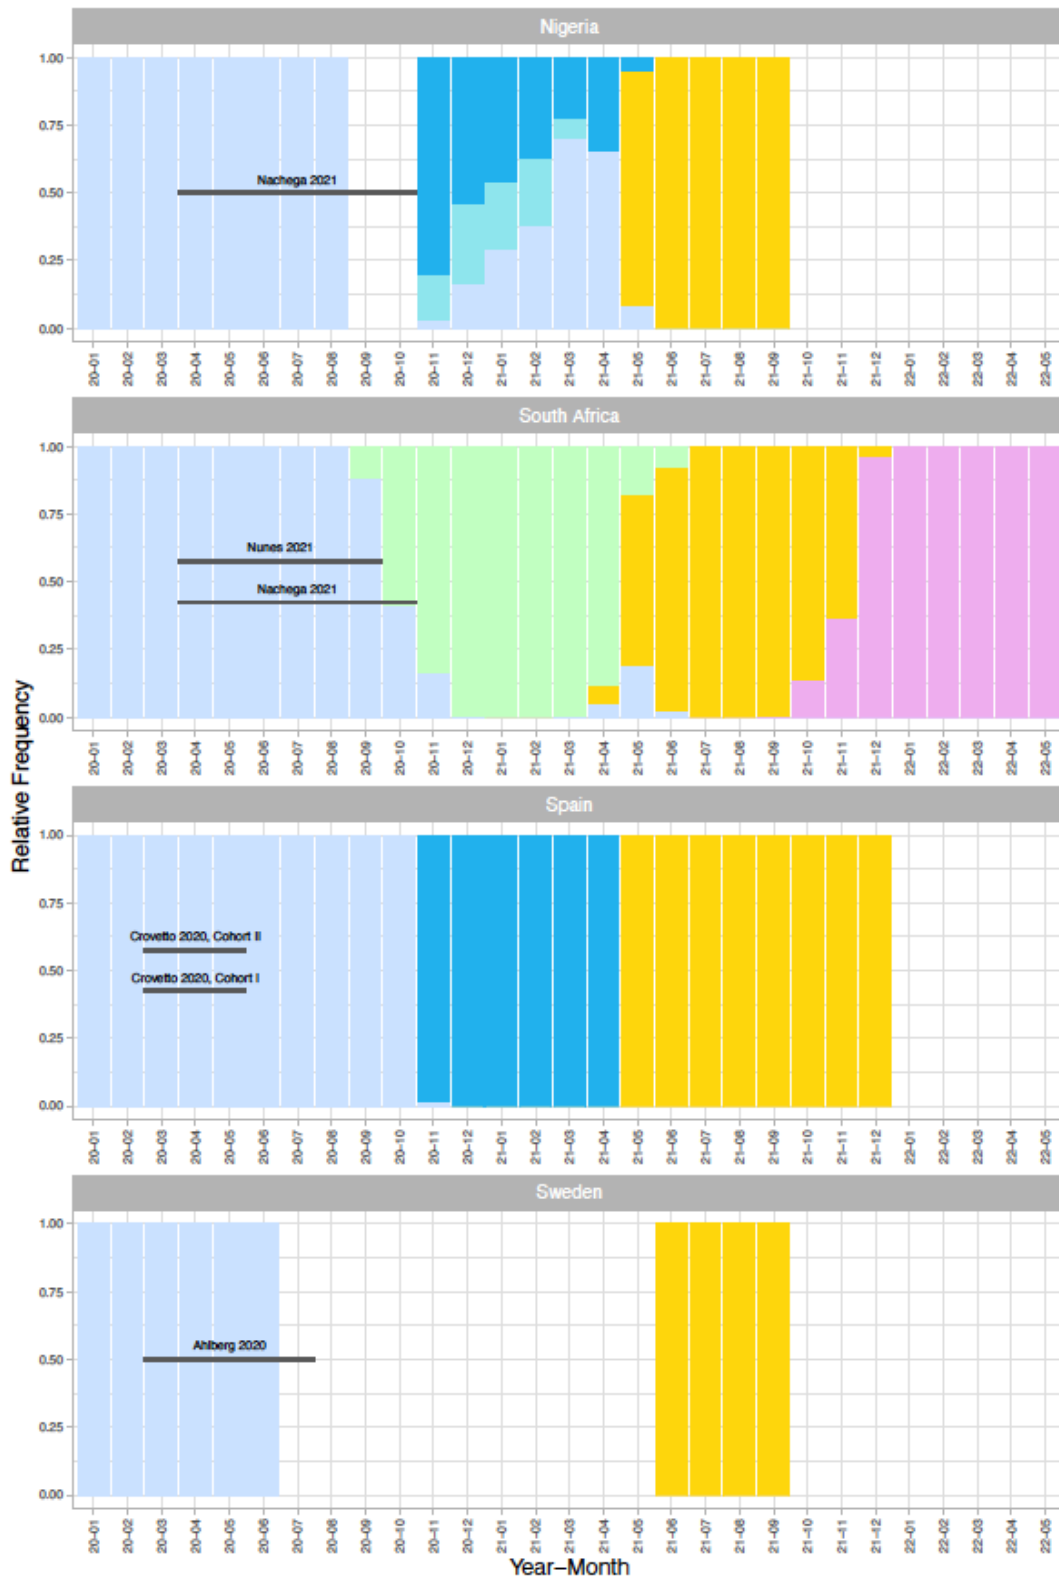 Nigeria
1.00
0.75
0.50
0.25
0.00
Nachega 2021
20–01 20–02 20–03 20–04 20–05 20–06 20–07 20–08 20–09 20–10 20–11 20–12 21–01 21–02 21–03 21–04 21–05 21–06 21–07 21–08 21–09 21–10 21–11 21–12 22–01 22–02 22–03 22–04 22–05
South Africa
1.00
0.75
0.50
0.25
0.00
Nunes 2021
Nachega 2021
20–01 20–02 20–03 20–04 20–05 20–06 20–07 20–08 20–09 20–10 20–11 20–12 21–01 21–02 21–03 21–04 21–05 21–06 21–07 21–08 21–09 21–10 21–11 21–12 22–01 22–02 22–03 22–04 22–05
Relative Frequency
Spain
1.00
0.75
0.50
0.25
0.00
Crovetto 2020, Cohort II
Crovetto 2020, Cohort I
20–01 20–02 20–03 20–04 20–05 20–06 20–07 20–08 20–09 20–10 20–11 20–12 21–01 21–02 21–03 21–04 21–05 21–06 21–07 21–08 21–09 21–10 21–11 21–12 22–01 22–02 22–03 22–04 22–05
Sweden
1.00
0.75
0.50
0.25
0.00
Ahlberg 2020
20–01 20–02 20–03 20–04 20–05 20–06 20–07 20–08 20–09 20–10 20–11 20–12 21–01 21–02 21–03 21–04 21–05 21–06 21–07 21–08 21–09 21–10 21–11 21–12 22–01 22–02 22–03 22–04 22–05
Year–Month